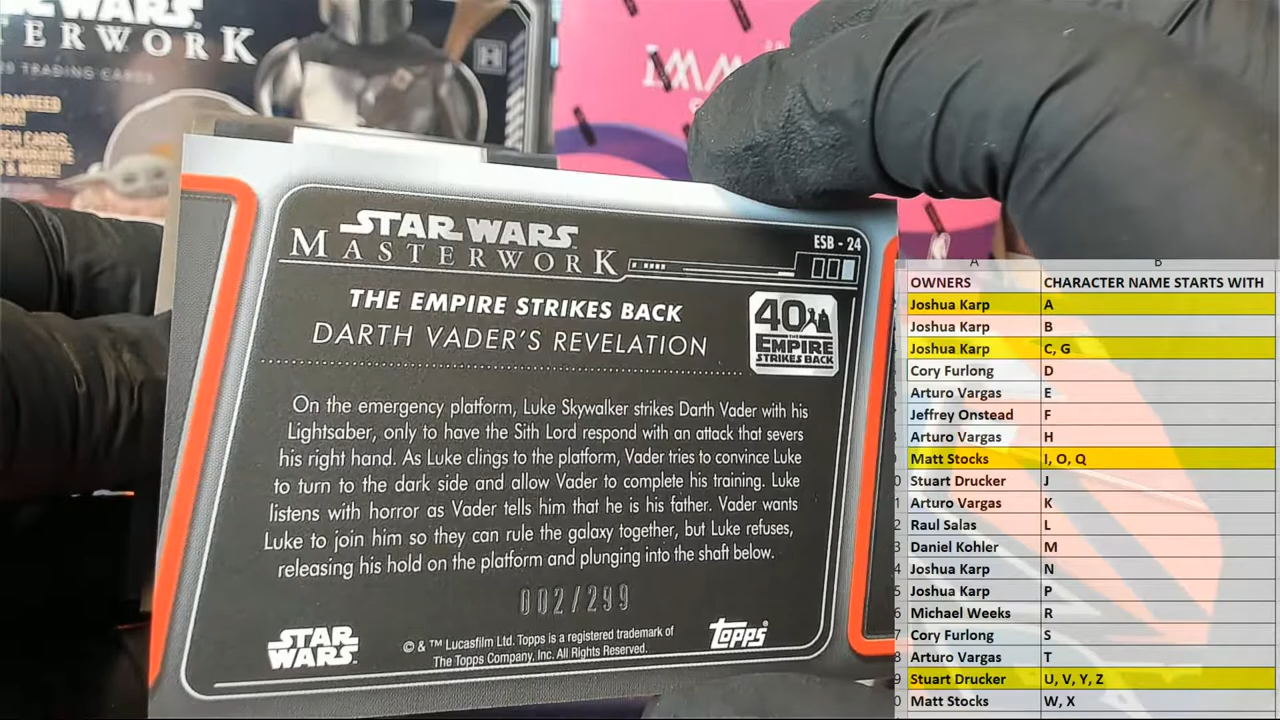 WARS
TERWORK
TRADING CARDS
H
STAR WARS
MASTERWORK
ESB - 24
THE EMPIRE STRIKES BACK
DARTH VADER'S REVELATION
40
THE
EMPIRE
STRIKES BACK
On the emergency platform, Luke Skywalker strikes Darth Vader with his
Lightsaber, only to have the Sith Lord respond with an attack that severs
his right hand. As Luke clings to the platform, Vader tries to convince Luke
to turn to the dark side and allow Vader to complete his training. Luke
listens with horror as Vader tells him that he is his father. Vader wants
Luke to join him so they can rule the galaxy together, but Luke refuses,
releasing his hold on the platform and plunging into the shaft below.
002/299
STAR WARS
© & ™ Lucasfilm Ltd. Topps is a registered trademark of
The Topps Company, Inc. All Rights Reserved.
topps
A B
OWNERS CHARACTER NAME STARTS WITH
Joshua Karp A
Joshua Karp B
Joshua Karp C, G
Cory Furlong D
Arturo Vargas E
Jeffrey Onstead F
Arturo Vargas H
Matt Stocks I, O, Q
Stuart Drucker J
Arturo Vargas K
Raul Salas L
Daniel Kohler M
Joshua Karp N
Joshua Karp P
Michael Weeks R
Cory Furlong S
Arturo Vargas T
Stuart Drucker U, V, Y, Z
Matt Stocks W, X